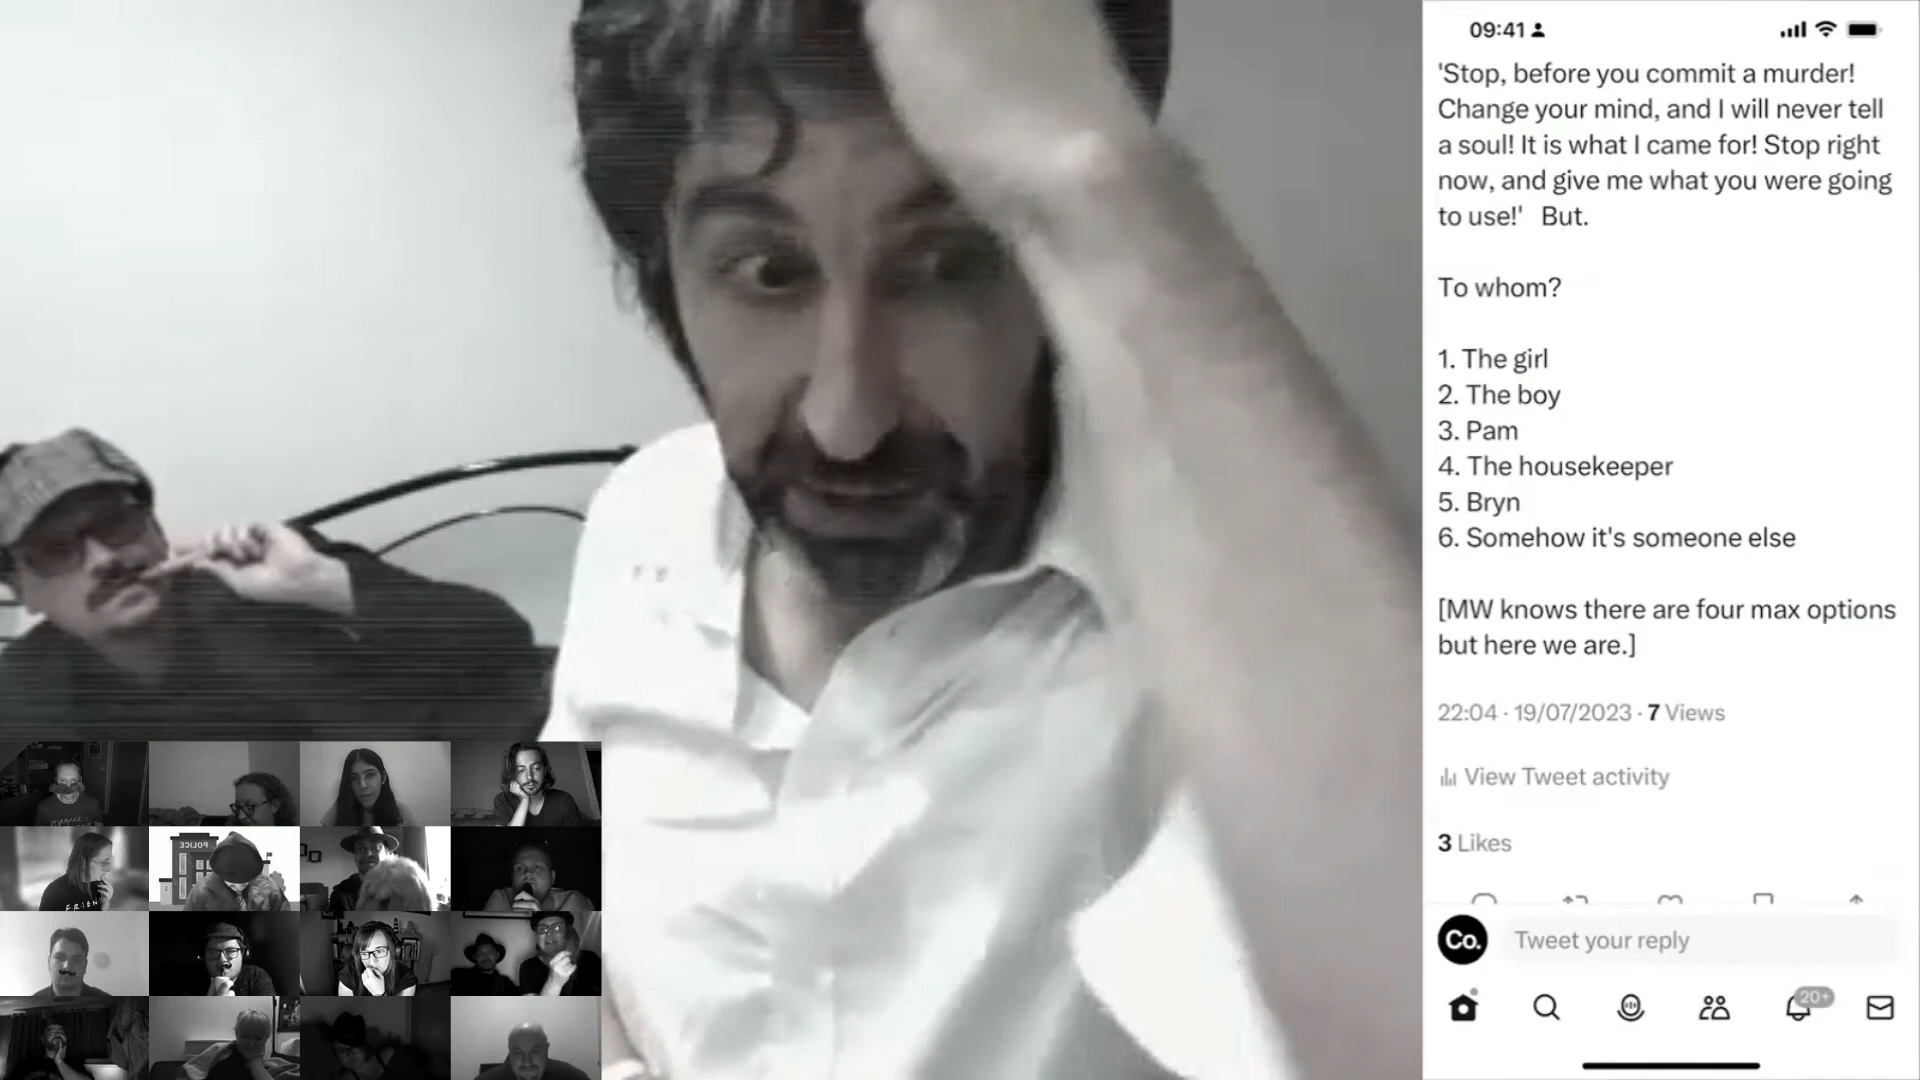 09:41
'Stop, before you commit a murder!
Change your mind, and I will never tell
a soul! It is what I came for! Stop right
now, and give me what you were going
to use!'   But.
To whom?
1. The girl
2. The boy
3. Pam
4. The housekeeper
5. Bryn
6. Somehow it's someone else
[MW knows there are four max options
but here we are.]
22:04 · 19/07/2023 · 7 Views
View Tweet activity
3 Likes
Co.
Tweet your reply
20+
POLICE